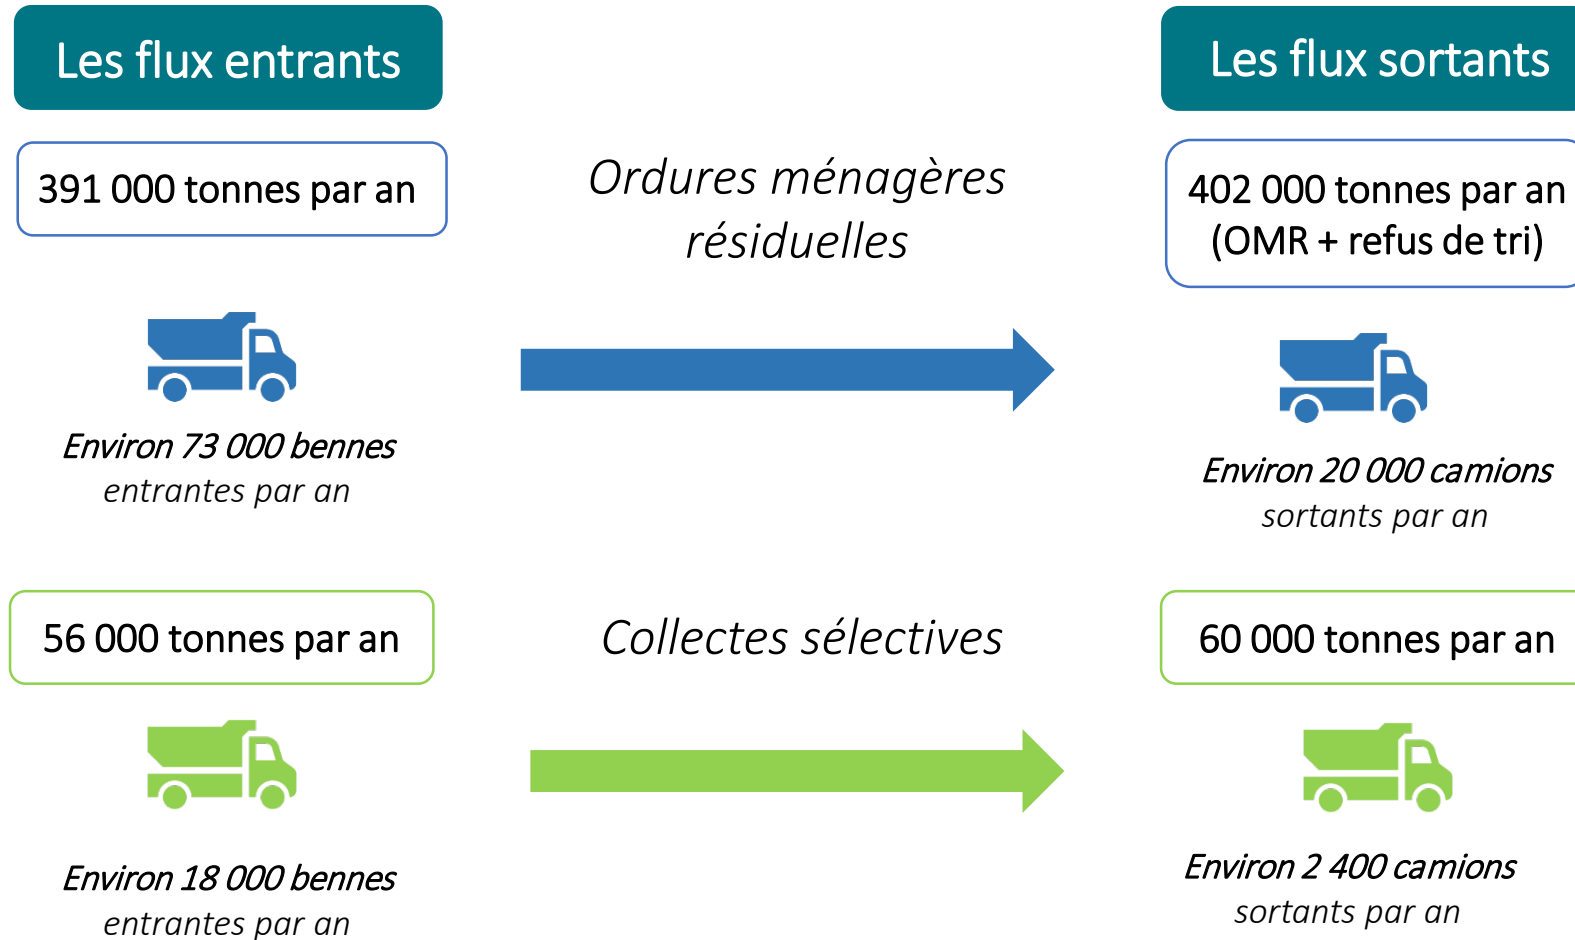 Les flux entrants
Les flux sortants
391 000 tonnes par an
Ordures ménagères
résiduelles
402 000 tonnes par an
(OMR + refus de tri)
Environ 73 000 bennes
entrantes par an
Environ 20 000 camions
sortants par an
56 000 tonnes par an
Collectes sélectives
60 000 tonnes par an
Environ 18 000 bennes
entrantes par an
Environ 2 400 camions
sortants par an